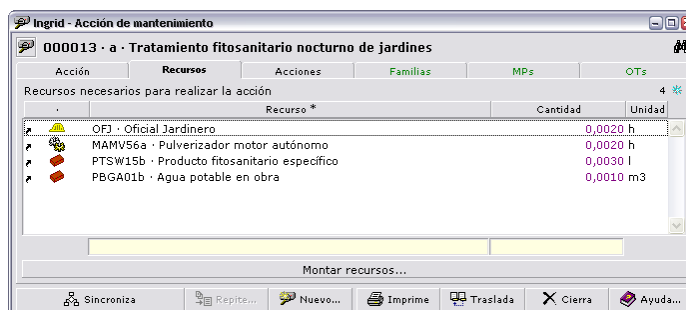 Ingrid - Acción de mantenimiento
000013 · a · Tratamiento fitosanitario nocturno de jardines
Acción Recursos Acciones Familias MPs OTs
Recursos necesarios para realizar la acción 4
· Recurso * Cantidad Unidad
OFJ · Oficial Jardinero 0,0020 h
MAMV56a · Pulverizador motor autónomo 0,0020 h
PTSW15b · Producto fitosanitario específico 0,0030 l
PBGA01b · Agua potable en obra 0,0010 m3
Montar recursos...
Sincroniza Repite... Nuevo... Imprime Traslada Cierra Ayuda...